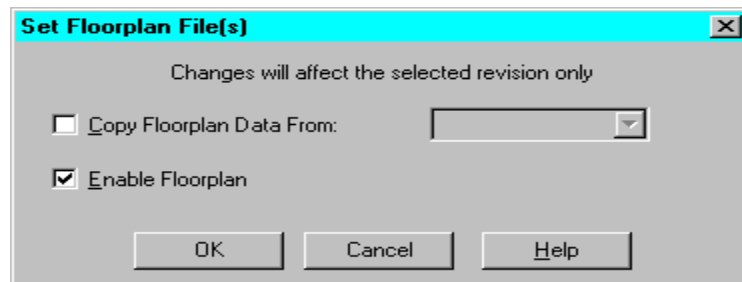 Set Floorplan File(s)
Changes will affect the selected revision only
Copy Floorplan Data From:
Enable Floorplan
OK Cancel Help